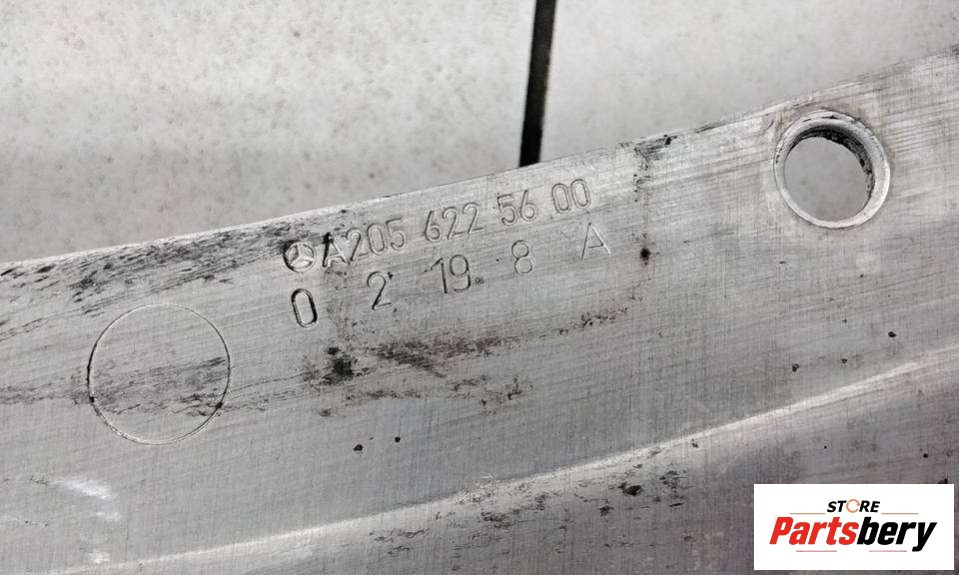 A205 622 56 00
0 2 19. 8 A
STORE
Partsbery